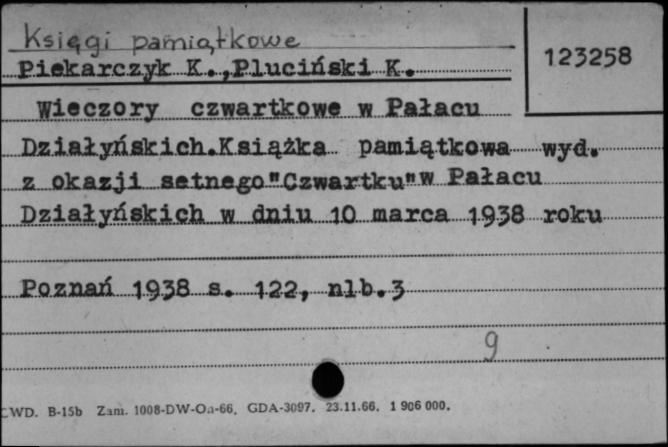 Księgi pamiątkowe
123258
Piekarczyk K.,Pluciński K.
Wieczory czwartkowe w Pałacu
Działyńskich.Książka pamiątkowa wyd.
z okazji setnego"Czwartku"w Pałacu
Działyńskich w dniu 10 marca 1938 roku
Poznań 1938 s. 122, nlb.3
g
WD. B-15b Zam. 1008-DW-Oa-66. GDA-3097. 23.11.66. 1 906 000.